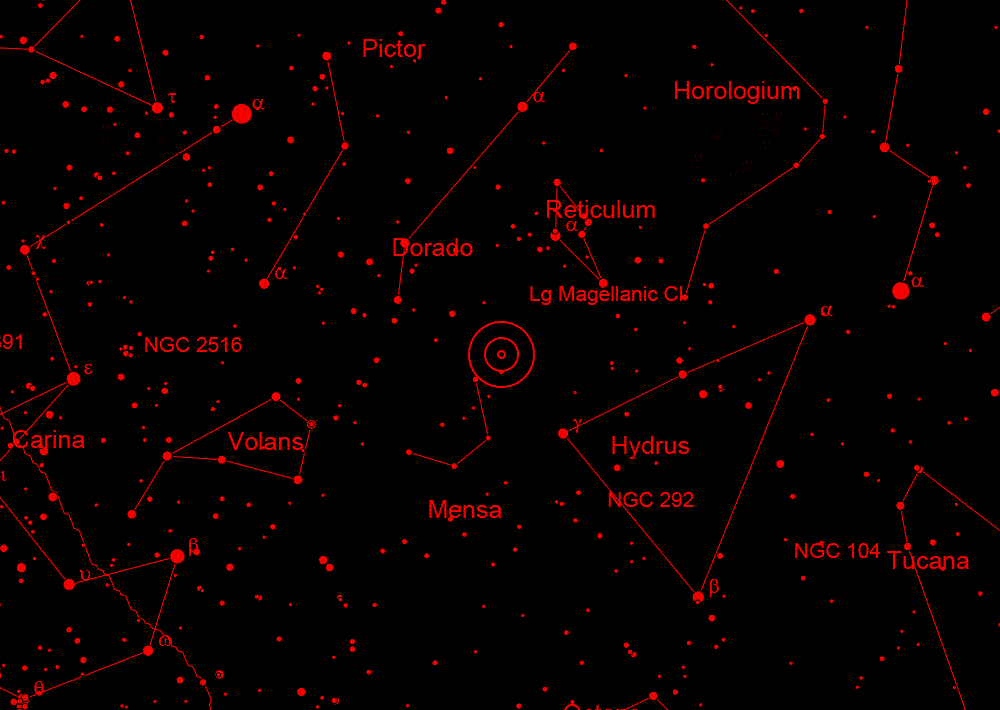 Pictor
α
τ
α
Horologium
Reticulum
α
χ
Dorado
α
α
Lg Magellanic Cl
α
NGC 2516
ε
Carina
Volans
γ
Hydrus
ι
Mensa
NGC 292
β
NGC 104
Tucana
υ
β
ω
θ